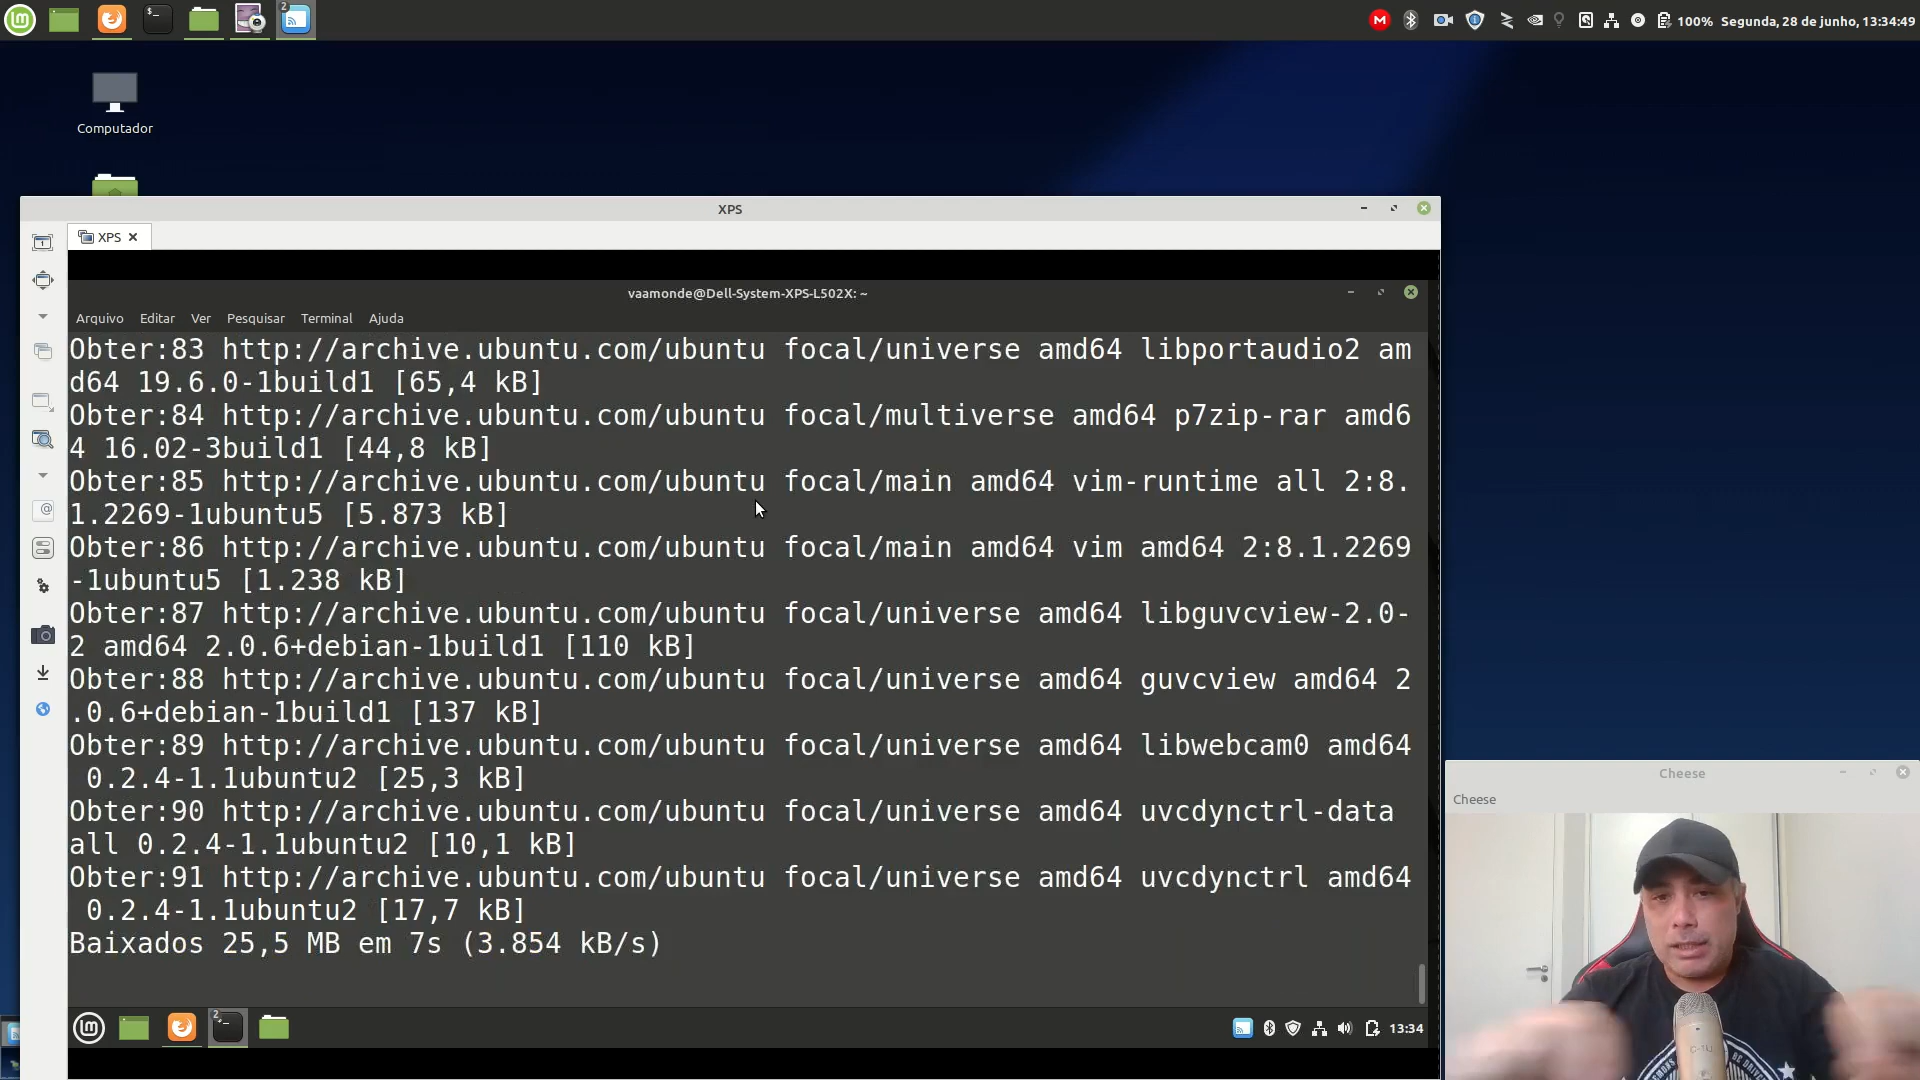 2
M
100%
Segunda, 28 de junho, 13:34:49
Computador
XPS
XPS
vaamonde@Dell-System-XPS-L502X: ~
Arquivo Editar Ver Pesquisar Terminal Ajuda
Obter:83 http://archive.ubuntu.com/ubuntu focal/universe amd64 libportaudio2 am
d64 19.6.0-1build1 [65,4 kB]
Obter:84 http://archive.ubuntu.com/ubuntu focal/multiverse amd64 p7zip-rar amd6
4 16.02-3build1 [44,8 kB]
Obter:85 http://archive.ubuntu.com/ubuntu focal/main amd64 vim-runtime all 2:8.
1.2269-1ubuntu5 [5.873 kB]
Obter:86 http://archive.ubuntu.com/ubuntu focal/main amd64 vim amd64 2:8.1.2269
-1ubuntu5 [1.238 kB]
Obter:87 http://archive.ubuntu.com/ubuntu focal/universe amd64 libguvcview-2.0-
2 amd64 2.0.6+debian-1build1 [110 kB]
Obter:88 http://archive.ubuntu.com/ubuntu focal/universe amd64 guvcview amd64 2
.0.6+debian-1build1 [137 kB]
Obter:89 http://archive.ubuntu.com/ubuntu focal/universe amd64 libwebcam0 amd64
 0.2.4-1.1ubuntu2 [25,3 kB]
Obter:90 http://archive.ubuntu.com/ubuntu focal/universe amd64 uvcdynctrl-data
all 0.2.4-1.1ubuntu2 [10,1 kB]
Obter:91 http://archive.ubuntu.com/ubuntu focal/universe amd64 uvcdynctrl amd64
 0.2.4-1.1ubuntu2 [17,7 kB]
Baixados 25,5 MB em 7s (3.854 kB/s)
2
13:34
Cheese
Cheese